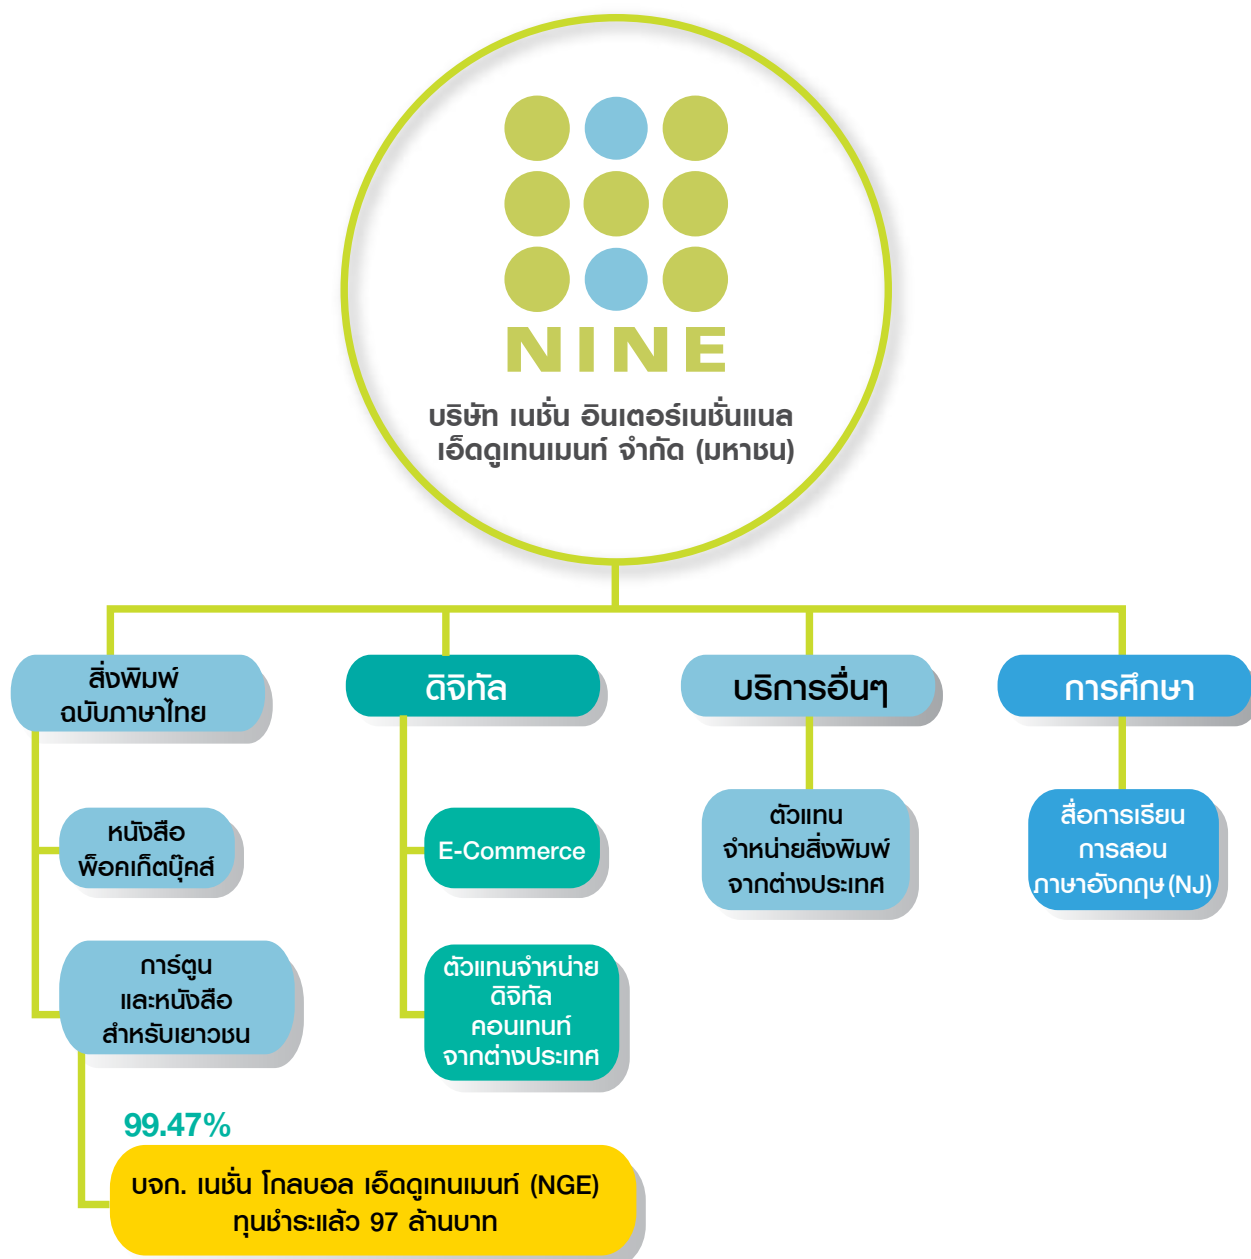 NINE
บริษัท เนชั่น อินเตอร์เนชั่นแนล
เอ็ดดูเทนเมนท์ จำกัด (มหาชน)
สิ่งพิมพ์
ฉบับภาษาไทย
หนังสือ
พ็อคเก็ตบุ๊คส์
การ์ตูน
และหนังสือ
สำหรับเยาวชน
99.47%
บจก. เนชั่น โกลบอล เอ็ดดูเทนเมนท์ (NGE)
ทุนชำระแล้ว 97 ล้านบาท
ดิจิทัล
E-Commerce
ตัวแทนจำหน่าย
ดิจิทัล
คอนเทนท์
จากต่างประเทศ
บริการอื่นๆ
ตัวแทน
จำหน่ายสิ่งพิมพ์
จากต่างประเทศ
การศึกษา
สื่อการเรียน
การสอน
ภาษาอังกฤษ (NJ)